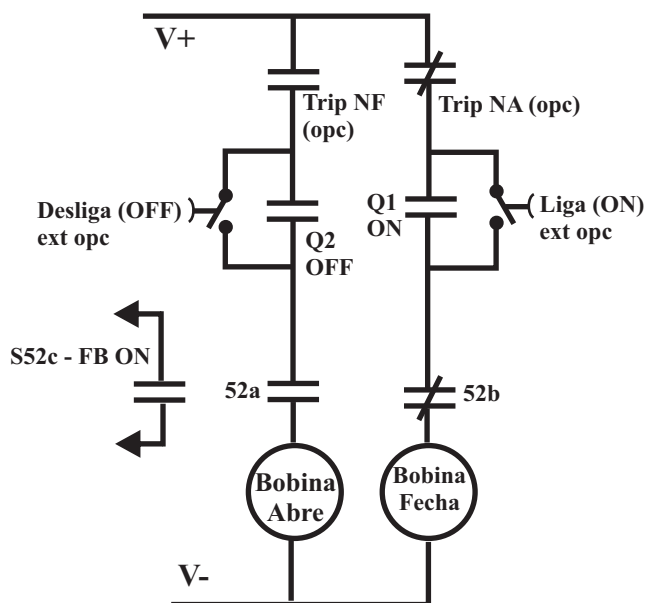 V+
Trip NF
(opc)
Trip NA (opc)
Desliga (OFF)
ext opc
Q2
OFF
Q1
ON
Liga (ON)
ext opc
S52c - FB ON
52a
52b
Bobina
Abre
Bobina
Fecha
V-